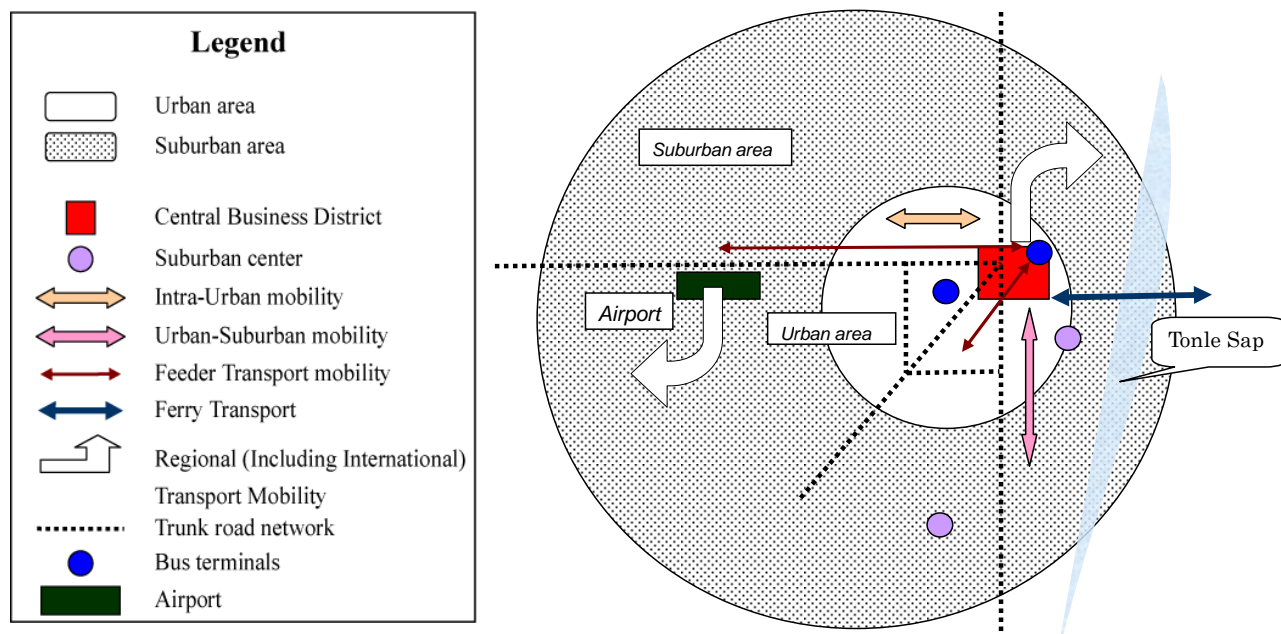 Legend
Urban area
Suburban area
Central Business District
Suburban center
Intra-Urban mobility
Urban-Suburban mobility
Feeder Transport mobility
Ferry Transport
Regional (Including International)
Transport Mobility
Trunk road network
Bus terminals
Airport
Suburban area
Airport
Urban area
Tonle Sap